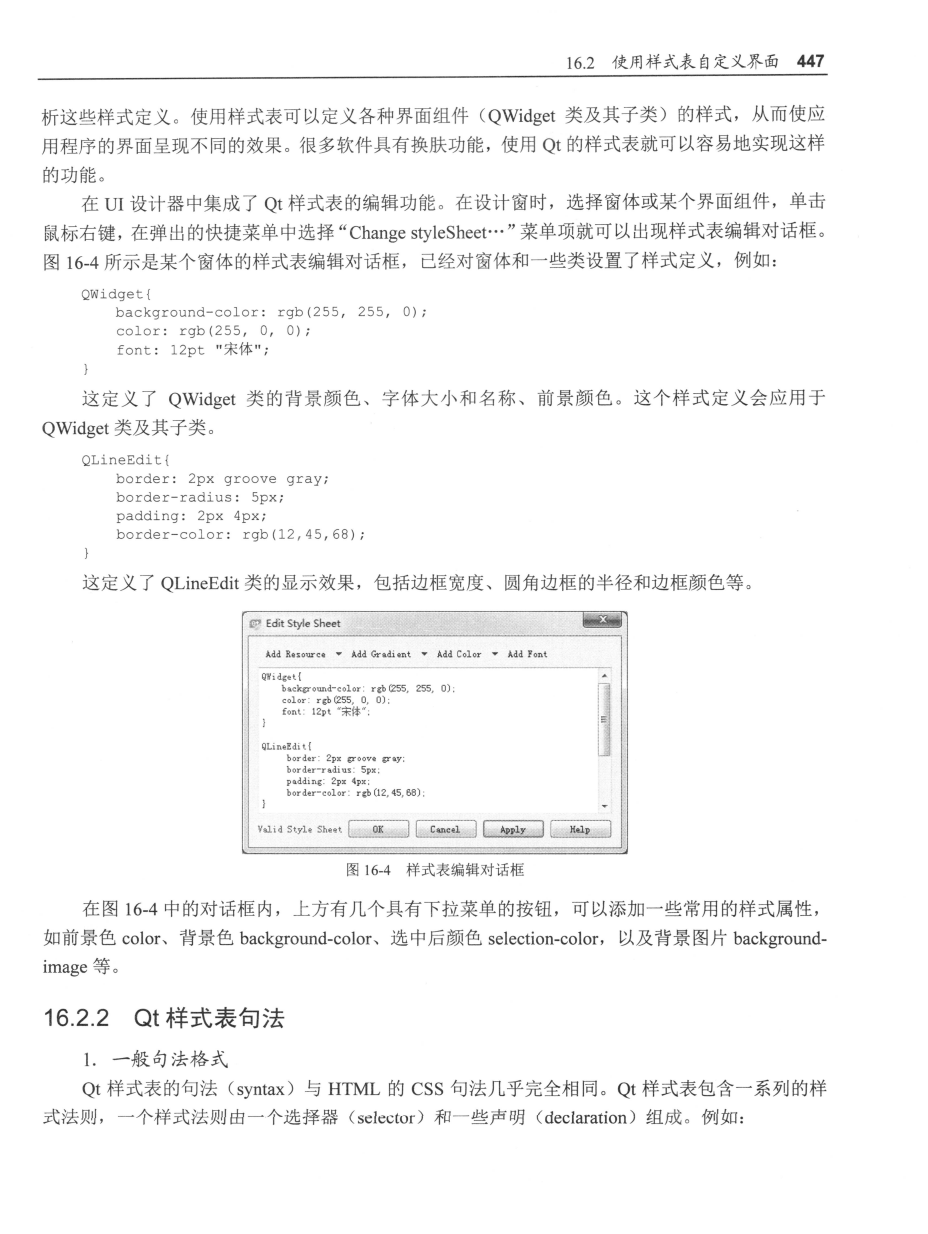 16.2 使用样式表自定义界面 447
析这些样式定义。使用样式表可以定义各种界面组件（QWidget 类及其子类）的样式，从而使应
用程序的界面呈现不同的效果。很多软件具有换肤功能，使用 Qt 的样式表就可以容易地实现这样
的功能。
在 UI 设计器中集成了 Qt 样式表的编辑功能。在设计窗时，选择窗体或某个界面组件，单击
鼠标右键，在弹出的快捷菜单中选择“Change styleSheet…”菜单项就可以出现样式表编辑对话框。
图 16-4 所示是某个窗体的样式表编辑对话框，已经对窗体和一些类设置了样式定义，例如：
QWidget{
background-color: rgb(255, 255, 0);
color: rgb(255, 0, 0);
font: 12pt "宋体";
}
这定义了 QWidget 类的背景颜色、字体大小和名称、前景颜色。这个样式定义会应用于
QWidget 类及其子类。
QLineEdit{
border: 2px groove gray;
border-radius: 5px;
padding: 2px 4px;
border-color: rgb(12,45,68);
}
这定义了 QLineEdit 类的显示效果，包括边框宽度、圆角边框的半径和边框颜色等。
Edit Style Sheet
Add Resource Add Gradient Add Color Add Font
QWidget{
background-color: rgb(255, 255, 0);
color: rgb(255, 0, 0);
font: 12pt "宋体";
}
QLineEdit{
border: 2px groove gray;
border-radius: 5px;
padding: 2px 4px;
border-color: rgb(12,45,68);
}
Valid Style Sheet OK Cancel Apply Help
图 16-4 样式表编辑对话框
在图 16-4 中的对话框内，上方有几个具有下拉菜单的按钮，可以添加一些常用的样式属性，
如前景色 color、背景色 background-color、选中后颜色 selection-color，以及背景图片 background-
image 等。
16.2.2 Qt 样式表句法
1．一般句法格式
Qt 样式表的句法（syntax）与 HTML 的 CSS 句法几乎完全相同。Qt 样式表包含一系列的样
式法则，一个样式法则由一个选择器（selector）和一些声明（declaration）组成。例如：